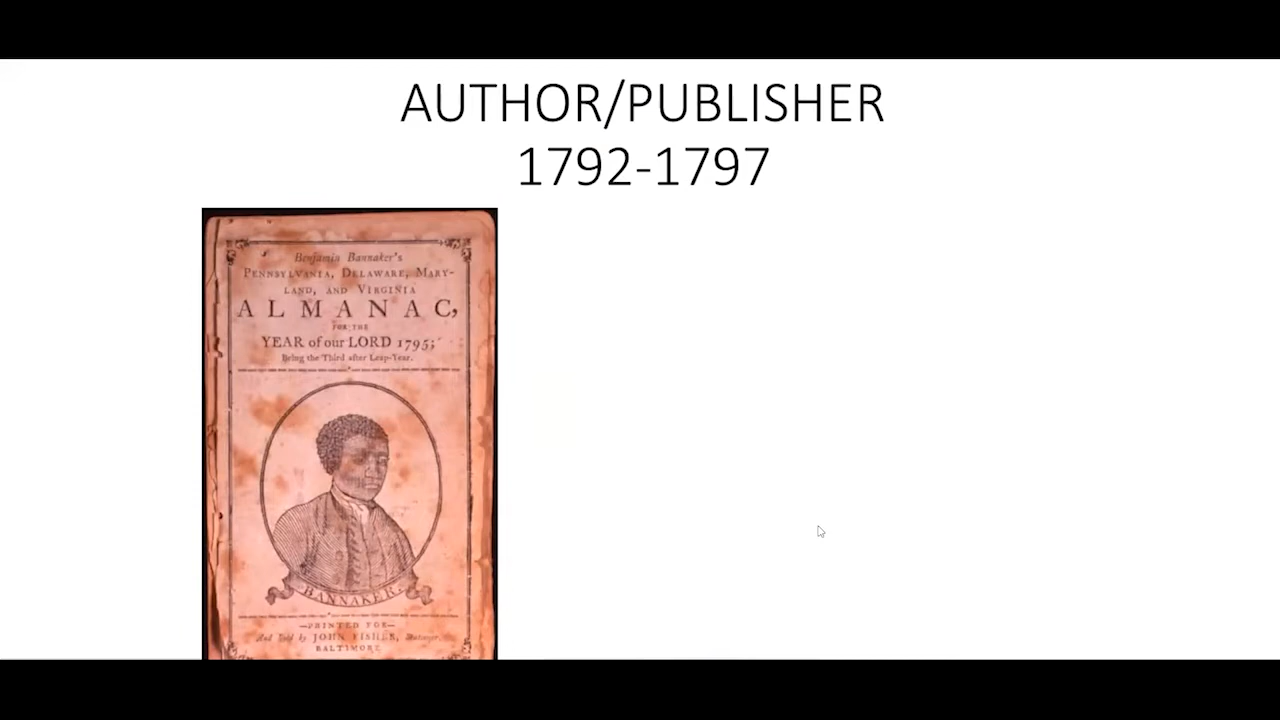 AUTHOR/PUBLISHER
1792-1797
Benjamin Bannaker's
PENNSYLVANIA, DELAWARE, MARY-
LAND, AND VIRGINIA
ALMANAC,
FOR THE
YEAR of our LORD 1795;
Being the Third after Leap-Year.
BANNAKER.
—PRINTED FOR—
And Sold by JOHN FISHER, Stationer.
BALTIMORE